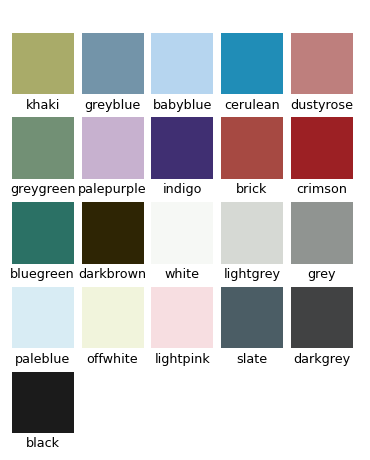 khaki greyblue babyblue cerulean dustyrose
greygreen palepurple indigo brick crimson
bluegreen darkbrown white lightgrey grey
paleblue offwhite lightpink slate darkgrey
black